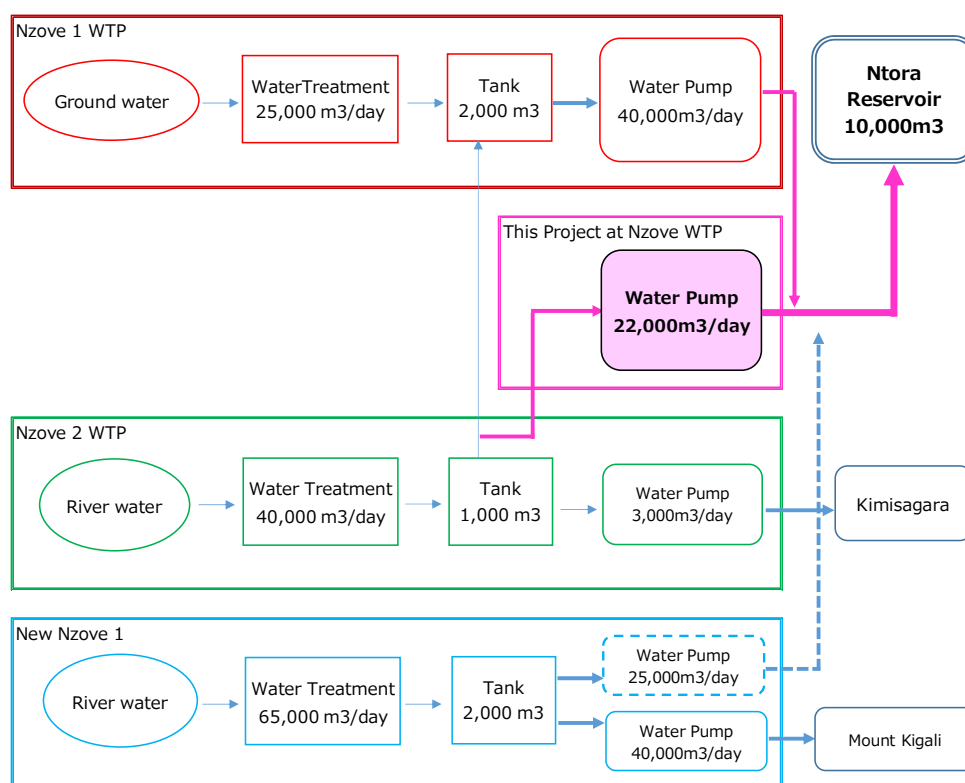 Nzove 1 WTP
Ground water
WaterTreatment
25,000 m3/day
Tank
2,000 m3
Water Pump
40,000m3/day
Ntora
Reservoir
10,000m3
This Project at Nzove WTP
Water Pump
22,000m3/day
Nzove 2 WTP
River water
Water Treatment
40,000 m3/day
Tank
1,000 m3
Water Pump
3,000m3/day
Kimisagara
New Nzove 1
River water
Water Treatment
65,000 m3/day
Tank
2,000 m3
Water Pump
25,000m3/day
Water Pump
40,000m3/day
Mount Kigali